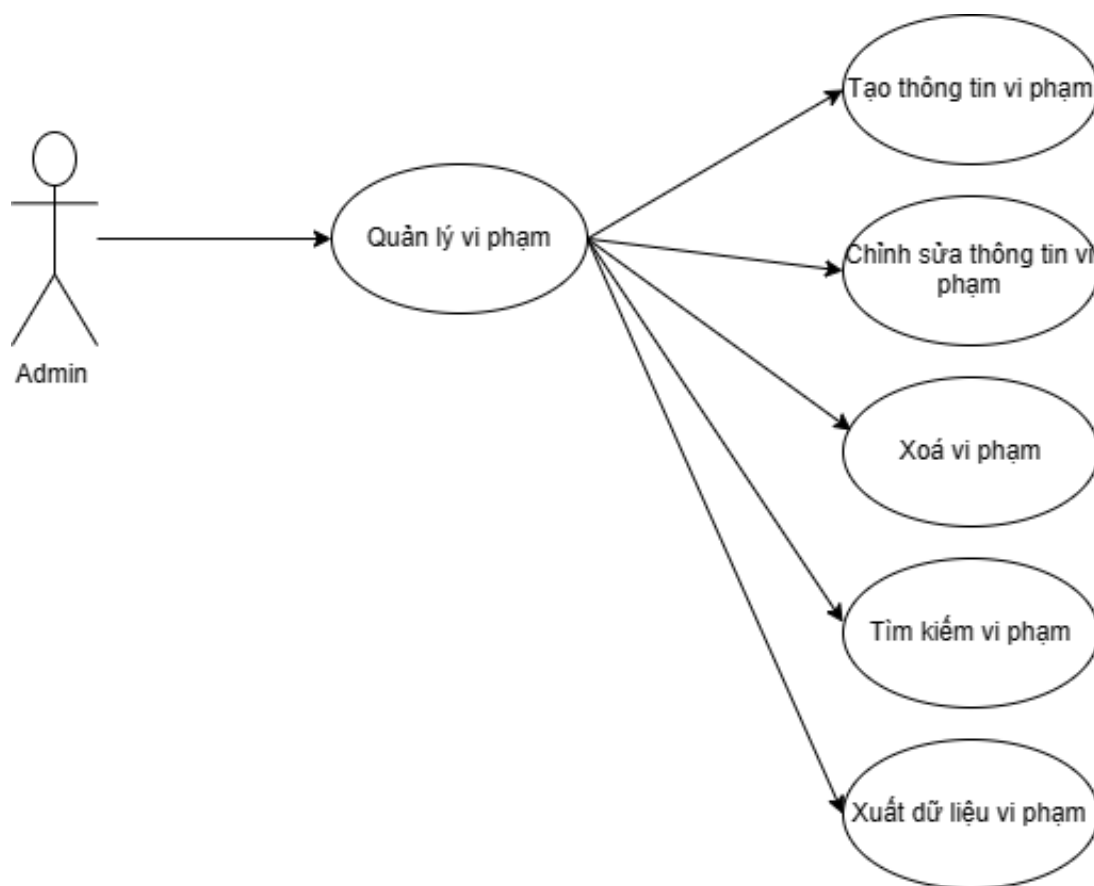 Tạo thông tin vi phạm
Quản lý vi phạm
Chỉnh sửa thông tin vi
phạm
Admin
Xoá vi phạm
Tìm kiếm vi phạm
Xuất dữ liệu vi phạm